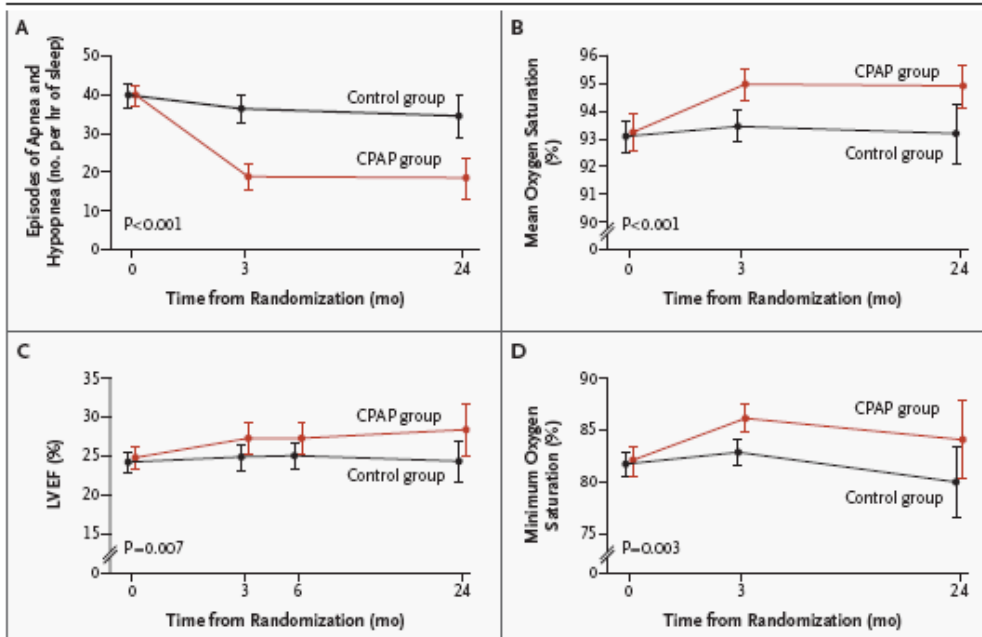 A
Episodes of Apnea and
Hypopnea (no. per hr of sleep)
50
40
30
20
10
0
Control group
CPAP group
P<0.001
0 3 24
Time from Randomization (mo)
B
Mean Oxygen Saturation
(%)
96
95
94
93
92
91
90
0
CPAP group
Control group
P<0.001
0 3 24
Time from Randomization (mo)
C
LVEF (%)
35
30
25
20
15
0
CPAP group
Control group
P=0.007
0 3 6 24
Time from Randomization (mo)
D
Minimum Oxygen
Saturation (%)
90
85
80
75
0
CPAP group
Control group
P=0.003
0 3 24
Time from Randomization (mo)